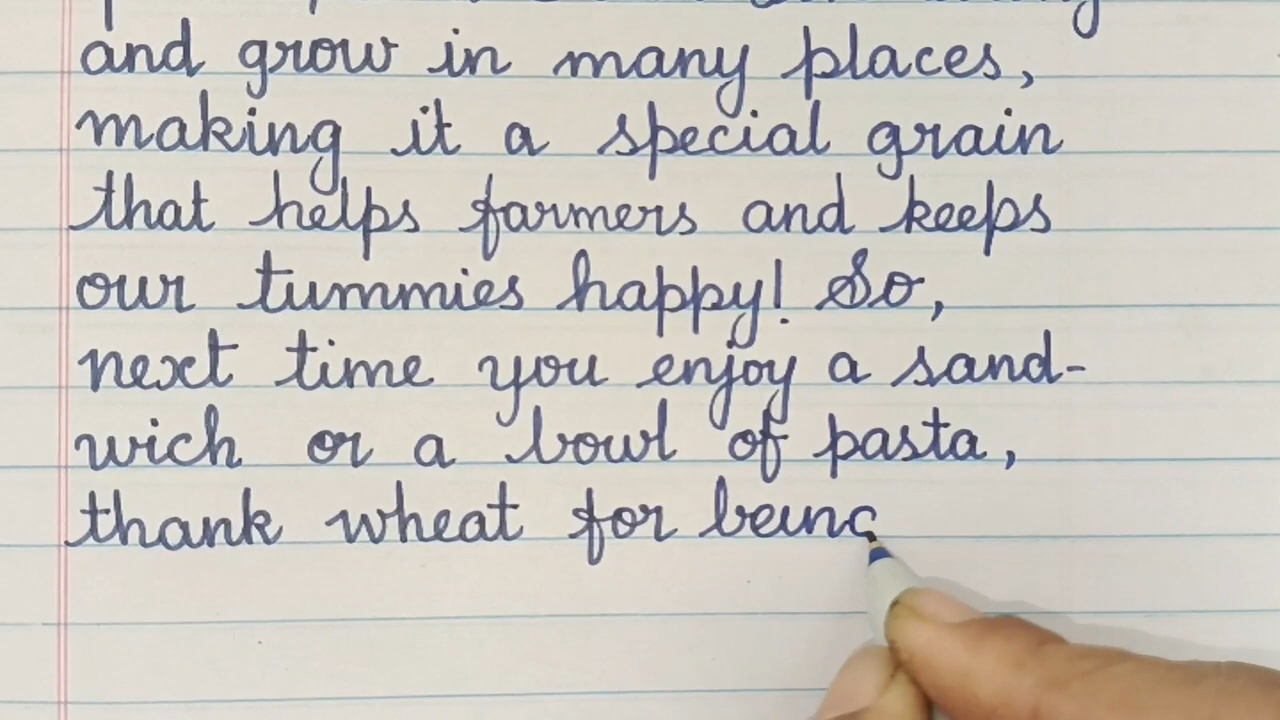 and grow in many places,
making it a special grain
that helps farmers and keeps
our tummies happy! So,
next time you enjoy a sand-
wich or a bowl of pasta,
thank wheat for